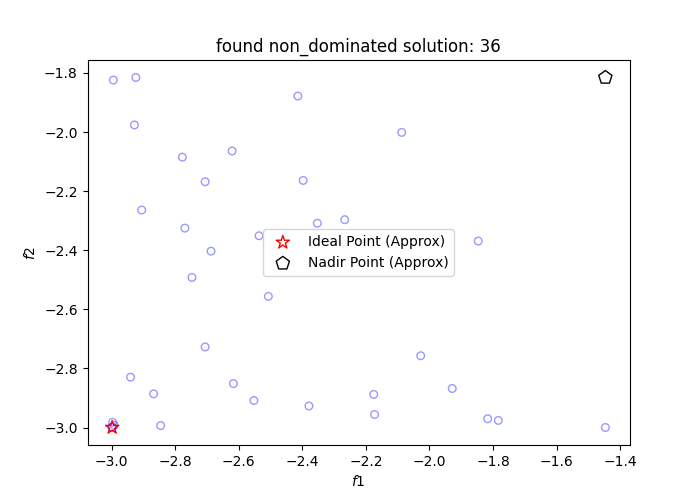 found non_dominated solution: 36
−1.8
−2.0
−2.2
−2.4
−2.6
−2.8
−3.0
f2
Ideal Point (Approx)
Nadir Point (Approx)
−3.0 −2.8 −2.6 −2.4 −2.2 −2.0 −1.8 −1.6 −1.4
f1